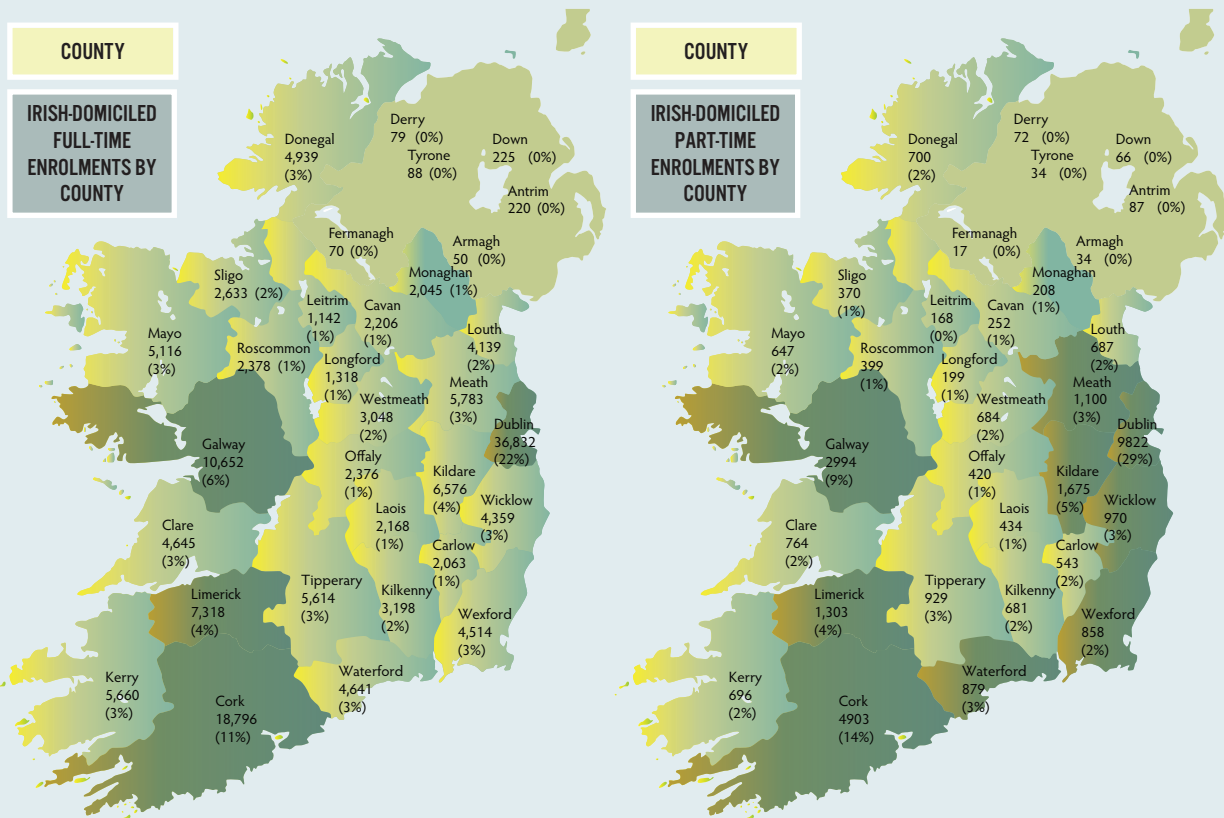 COUNTY
IRISH-DOMICILED
FULL-TIME
ENROLMENTS BY
COUNTY
Donegal
4,939
(3%)
Derry
79 (0%)
Tyrone
88 (0%)
Down
225 (0%)
Antrim
220 (0%)
Fermanagh
70 (0%)
Armagh
50 (0%)
Monaghan
2,045 (1%)
Sligo
2,633 (2%)
Leitrim
1,142
(1%)
Cavan
2,206
(1%)
Louth
4,139
(2%)
Mayo
5,116
(3%)
Roscommon
2,378 (1%)
Longford
1,318
(1%)
Meath
5,783
(3%)
Westmeath
3,048
(2%)
Dublin
36,832
(22%)
Galway
10,652
(6%)
Offaly
2,376
(1%)
Kildare
6,576
(4%)
Wicklow
4,359
(3%)
Laois
2,168
(1%)
Clare
4,645
(3%)
Carlow
2,063
(1%)
Tipperary
5,614
(3%)
Kilkenny
3,198
(2%)
Limerick
7,318
(4%)
Wexford
4,514
(3%)
Waterford
4,641
(3%)
Kerry
5,660
(3%)
Cork
18,796
(11%)
COUNTY
IRISH-DOMICILED
PART-TIME
ENROLMENTS BY
COUNTY
Donegal
700
(2%)
Derry
72 (0%)
Tyrone
34 (0%)
Down
66 (0%)
Antrim
87 (0%)
Fermanagh
17 (0%)
Armagh
34 (0%)
Monaghan
208
(1%)
Sligo
370
(1%)
Leitrim
168
(0%)
Cavan
252
(1%)
Louth
687
(2%)
Mayo
647
(2%)
Roscommon
399
(1%)
Longford
199
(1%)
Meath
1,100
(3%)
Westmeath
684
(2%)
Dublin
9822
(29%)
Galway
2994
(9%)
Offaly
420
(1%)
Kildare
1,675
(5%)
Wicklow
970
(3%)
Laois
434
(1%)
Clare
764
(2%)
Carlow
543
(2%)
Tipperary
929
(3%)
Kilkenny
681
(2%)
Limerick
1,303
(4%)
Wexford
858
(2%)
Waterford
879
(3%)
Kerry
696
(2%)
Cork
4903
(14%)